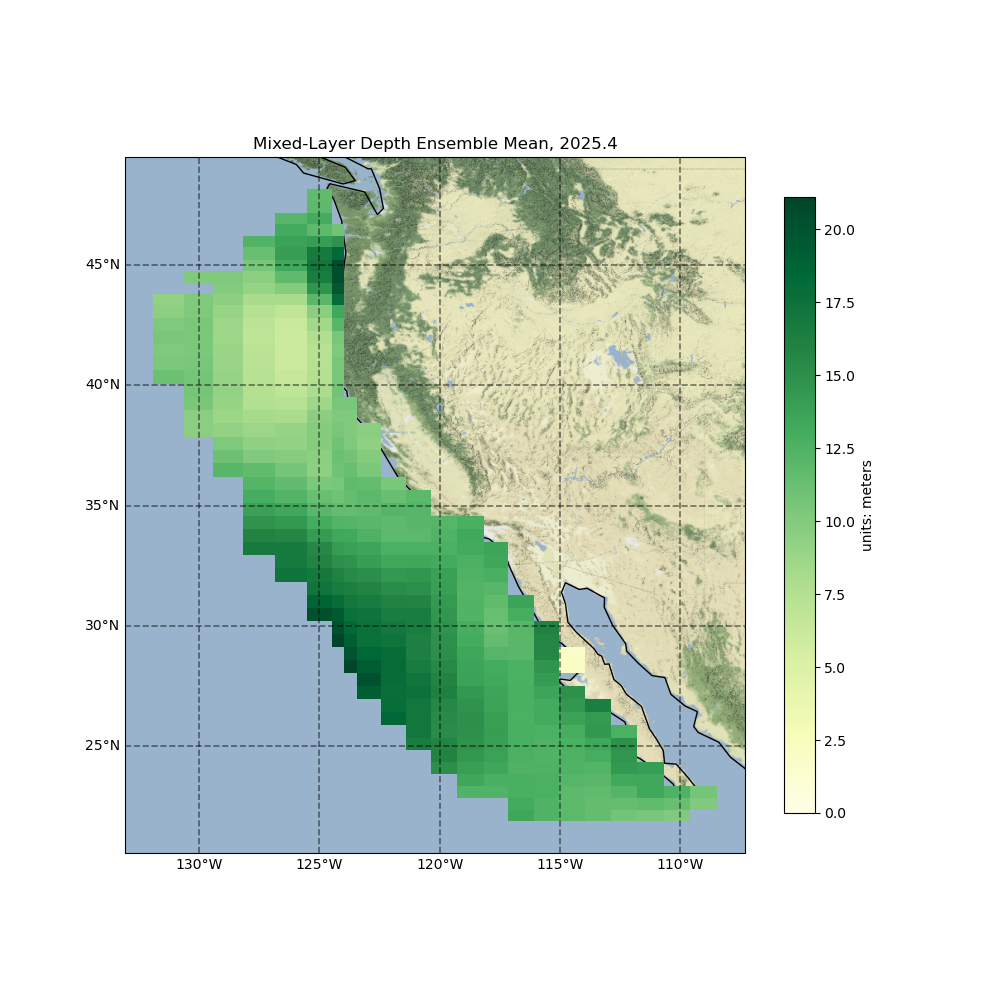 Mixed-Layer Depth Ensemble Mean, 2025.4
45°N
40°N
35°N
30°N
25°N
130°W 125°W 120°W 115°W 110°W
20.0
17.5
15.0
12.5
10.0
7.5
5.0
2.5
0.0
units: meters